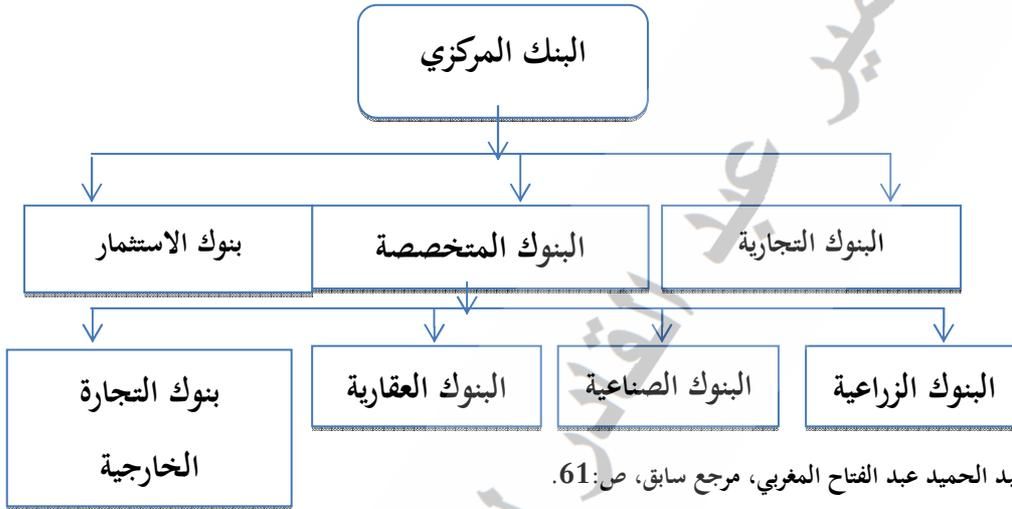 البنك المركزي
البنوك التجارية
البنوك المتخصصة
بنوك الاستثمار
البنوك الزراعية
البنوك الصناعية
البنوك العقارية
بنوك التجارة
الخارجية
الحميد عبد الفتاح المغربي، مرجع سابق، ص:61.
عبد القادر